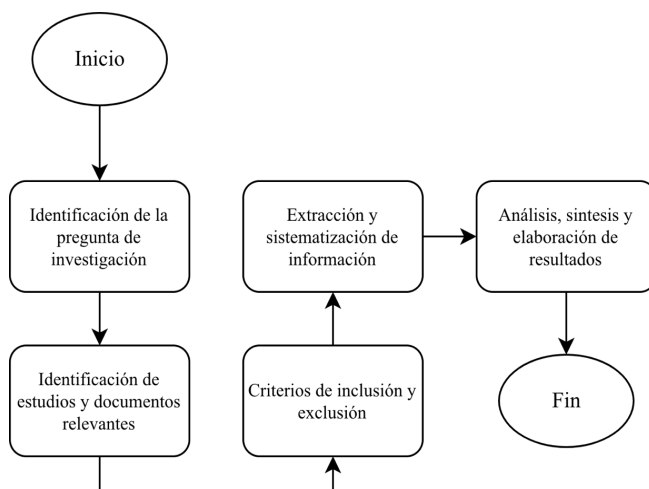 Inicio
Identificación de la
pregunta de
investigación
Identificación de
estudios y documentos
relevantes
Criterios de inclusión y
exclusión
Extracción y
sistematización de
información
Análisis, sintesis y
elaboración de
resultados
Fin